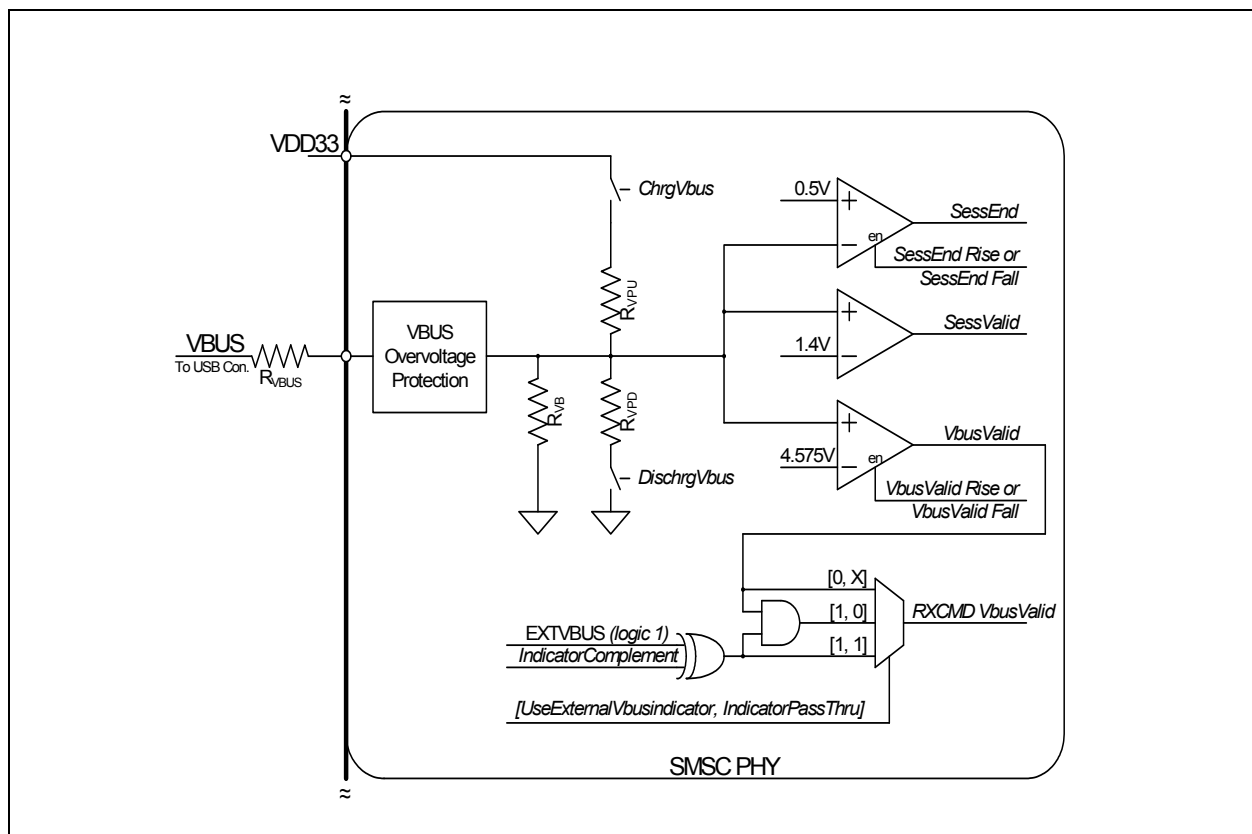 VDD33
ChrgVbus
RVPU
VBUS
To USB Con.
RVBUS
VBUS
Overvoltage
Protection
RVB
RVPD
DischrgVbus
0.5V
+
−
en
SessEnd
SessEnd Rise or
SessEnd Fall
+
1.4V
−
SessValid
+
4.575V
−
en
VbusValid
VbusValid Rise or
VbusValid Fall
[0, X]
[1, 0]
[1, 1]
RXCMD VbusValid
EXTVBUS (logic 1)
IndicatorComplement
[UseExternalVbusindicator, IndicatorPassThru]
SMSC PHY